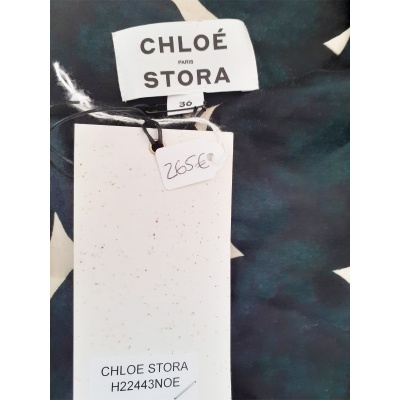 CHLOÉ
PARIS
STORA
36
265€
CHLOE STORA
H22443NOE